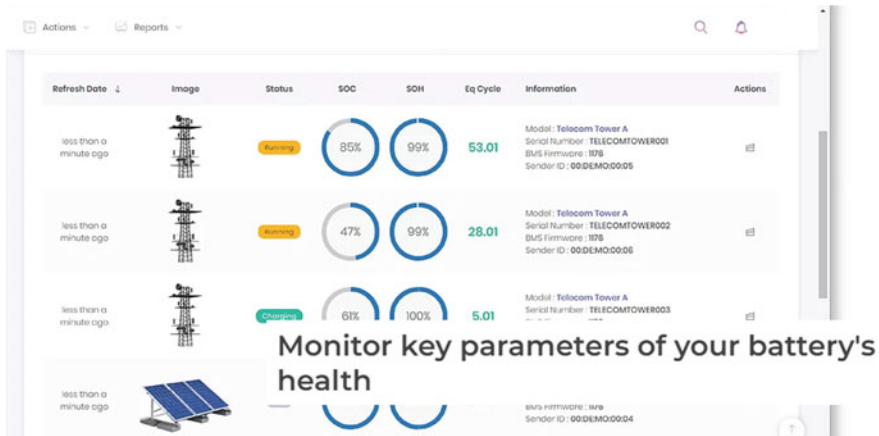 Actions Reports
Refresh Date ↓ Image Status SOC SOH Eq Cycle Information Actions
less than a minute ago
Running 85% 99% 53.01
Model : Telecom Tower A
Serial Number : TELECOMTOWER001
BMS Firmware : 1176
Sender ID : 00:DE:MO:00:05
less than a minute ago
Running 47% 99% 28.01
Model : Telecom Tower A
Serial Number : TELECOMTOWER002
BMS Firmware : 1176
Sender ID : 00:DE:MO:00:06
less than a minute ago
Charging 61% 100% 5.01
Model : Telecom Tower A
Serial Number : TELECOMTOWER003
Monitor key parameters of your battery's
health
less than a minute ago
BMS Firmware : 1176
Sender ID : 00:DE:MO:00:04